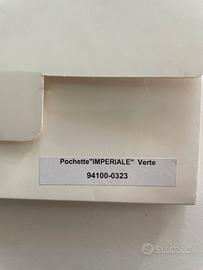 Pochette"IMPERIALE" Verte
94100-0323
subito